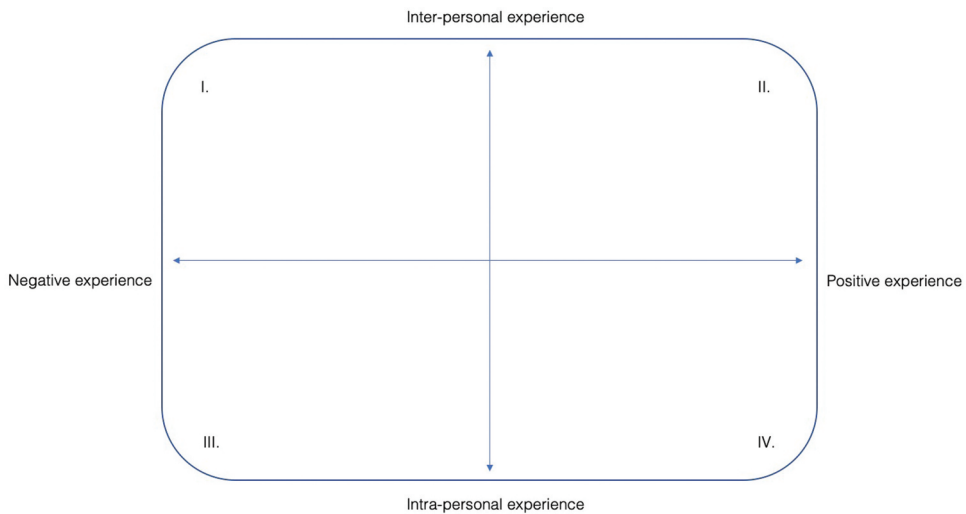 Inter-personal experience
I.
II.
Negative experience
Positive experience
III.
IV.
Intra-personal experience